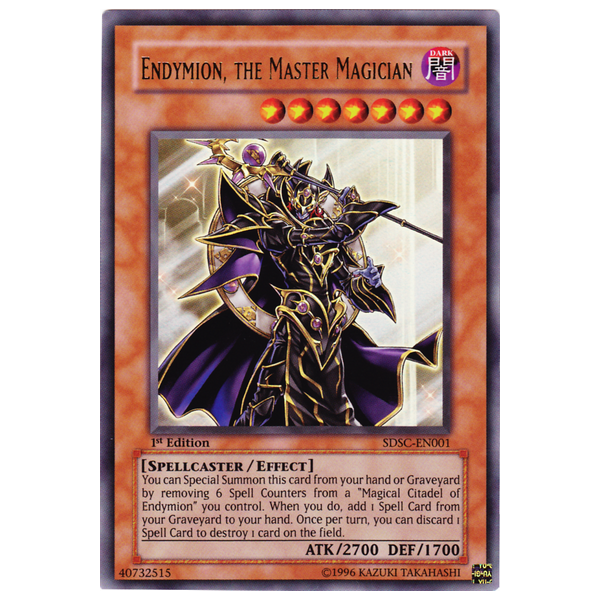 ENDYMION, THE MASTER MAGICIAN
DARK
闇
1st Edition
SDSC-EN001
[SPELLCASTER / EFFECT]
You can Special Summon this card from your hand or Graveyard
by removing 6 Spell Counters from a "Magical Citadel of
Endymion" you control. When you do, add 1 Spell Card from
your Graveyard to your hand. Once per turn, you can discard 1
Spell Card to destroy 1 card on the field.
ATK/2700 DEF/1700
40732515
©1996 KAZUKI TAKAHASHI